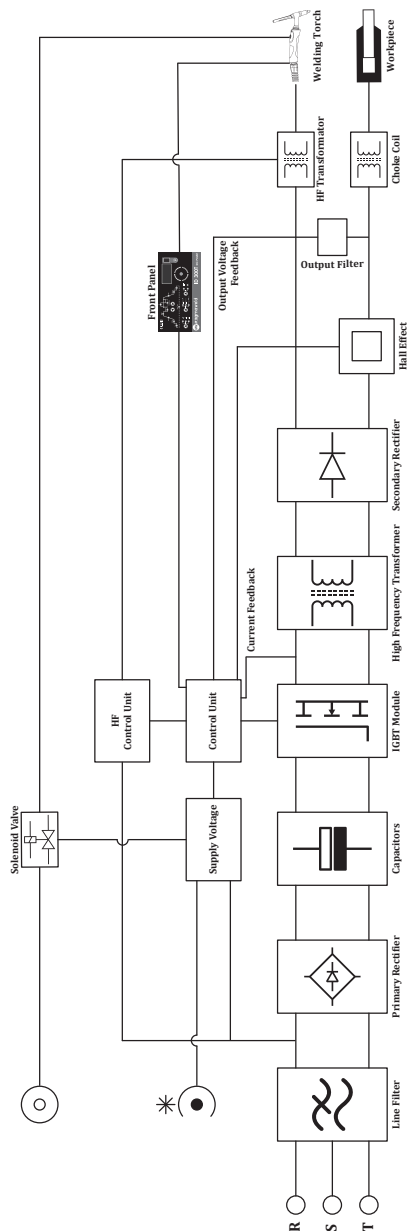 R
S
T
Line Filter
Primary Rectifier
Capacitors
IGBT Module
High Frequency Transformer
Secondary Rectifier
Hall Effect
Output Filter
Choke Coil
Workpiece
Supply Voltage
Control Unit
Current Feedback
HF
Control Unit
Output Voltage
Feedback
HF Transformator
Welding Torch
Front Panel
Solenoid Valve